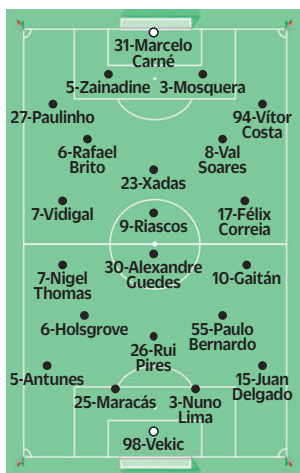 31-Marcelo
Carné
5-Zainadine 3-Mosquera
27-Paulinho 94-Vítor
Costa
6-Rafael
Brito 8-Val
Soares
23-Xadas
7-Vidigal 17-Félix
Correia
9-Riascos
30-Alexandre
Guedes
7-Nigel
Thomas 10-Gaitán
6-Holsgrove 55-Paulo
Bernardo
26-Rui
Pires
5-Antunes 15-Juan
Delgado
25-Maracás 3-Nuno
Lima
98-Vekic